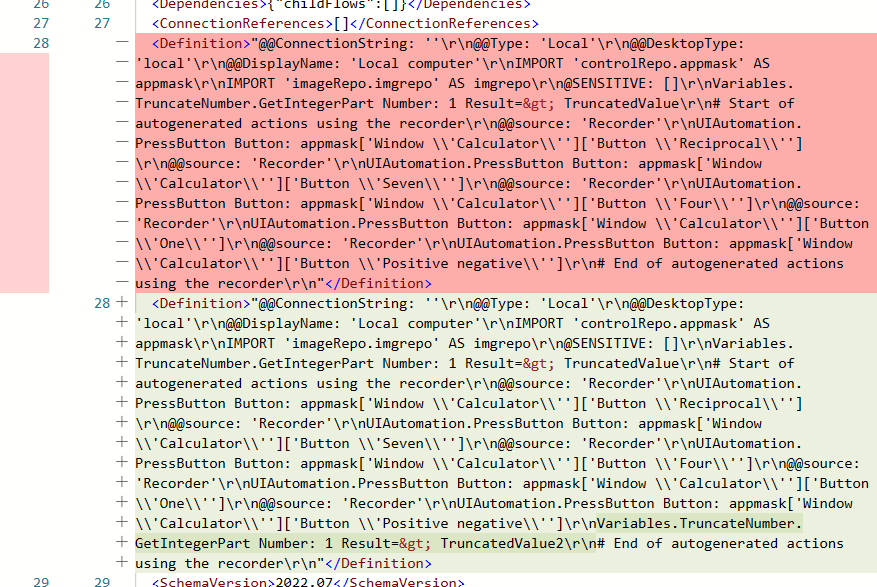 26 26 <Dependencies>{"childFlows":[]}</Dependencies>
27 27 <ConnectionReferences>[]</ConnectionReferences>
28 — <Definition>"@@ConnectionString: ''\r\n@@Type: 'Local'\r\n@@DesktopType:
— 'local'\r\n@@DisplayName: 'Local computer'\r\nIMPORT 'controlRepo.appmask' AS
— appmask\r\nIMPORT 'imageRepo.imgrepo' AS imgrepo\r\n@SENSITIVE: []\r\nVariables.
— TruncateNumber.GetIntegerPart Number: 1 Result=&gt; TruncatedValue\r\n# Start of
— autogenerated actions using the recorder\r\n@@source: 'Recorder'\r\nUIAutomation.
— PressButton Button: appmask['Window \\'Calculator\\'']['Button \\'Reciprocal\\'']
— \r\n@@source: 'Recorder'\r\nUIAutomation.PressButton Button: appmask['Window
— \\'Calculator\\'']['Button \\'Seven\\'']\r\n@@source: 'Recorder'\r\nUIAutomation.
— PressButton Button: appmask['Window \\'Calculator\\'']['Button \\'Four\\'']\r\n@@source:
— 'Recorder'\r\nUIAutomation.PressButton Button: appmask['Window \\'Calculator\\'']['Button
— \\'One\\'']\r\n@@source: 'Recorder'\r\nUIAutomation.PressButton Button: appmask['Window
— \\'Calculator\\'']['Button \\'Positive negative\\'']\r\n# End of autogenerated actions
— using the recorder\r\n"</Definition>
28 + <Definition>"@@ConnectionString: ''\r\n@@Type: 'Local'\r\n@@DesktopType:
+ 'local'\r\n@@DisplayName: 'Local computer'\r\nIMPORT 'controlRepo.appmask' AS
+ appmask\r\nIMPORT 'imageRepo.imgrepo' AS imgrepo\r\n@SENSITIVE: []\r\nVariables.
+ TruncateNumber.GetIntegerPart Number: 1 Result=&gt; TruncatedValue\r\n# Start of
+ autogenerated actions using the recorder\r\n@@source: 'Recorder'\r\nUIAutomation.
+ PressButton Button: appmask['Window \\'Calculator\\'']['Button \\'Reciprocal\\'']
+ \r\n@@source: 'Recorder'\r\nUIAutomation.PressButton Button: appmask['Window
+ \\'Calculator\\'']['Button \\'Seven\\'']\r\n@@source: 'Recorder'\r\nUIAutomation.
+ PressButton Button: appmask['Window \\'Calculator\\'']['Button \\'Four\\'']\r\n@@source:
+ 'Recorder'\r\nUIAutomation.PressButton Button: appmask['Window \\'Calculator\\'']['Button
+ \\'One\\'']\r\n@@source: 'Recorder'\r\nUIAutomation.PressButton Button: appmask['Window
+ \\'Calculator\\'']['Button \\'Positive negative\\'']\r\nVariables.TruncateNumber.
+ GetIntegerPart Number: 1 Result=&gt; TruncatedValue2\r\n# End of autogenerated actions
+ using the recorder\r\n"</Definition>
29 29 <SchemaVersion>2022.07</SchemaVersion>